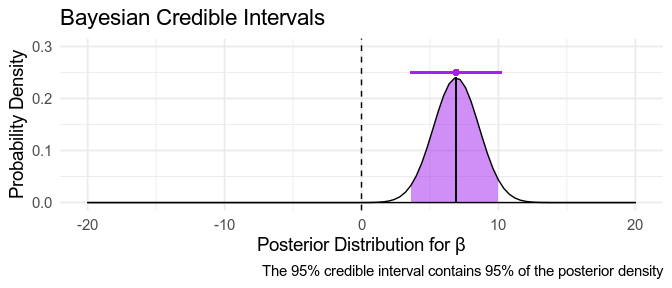 Bayesian Credible Intervals
Probability Density
0.3
0.2
0.1
0.0
-20 -10 0 10 20
Posterior Distribution for β
The 95% credible interval contains 95% of the posterior density